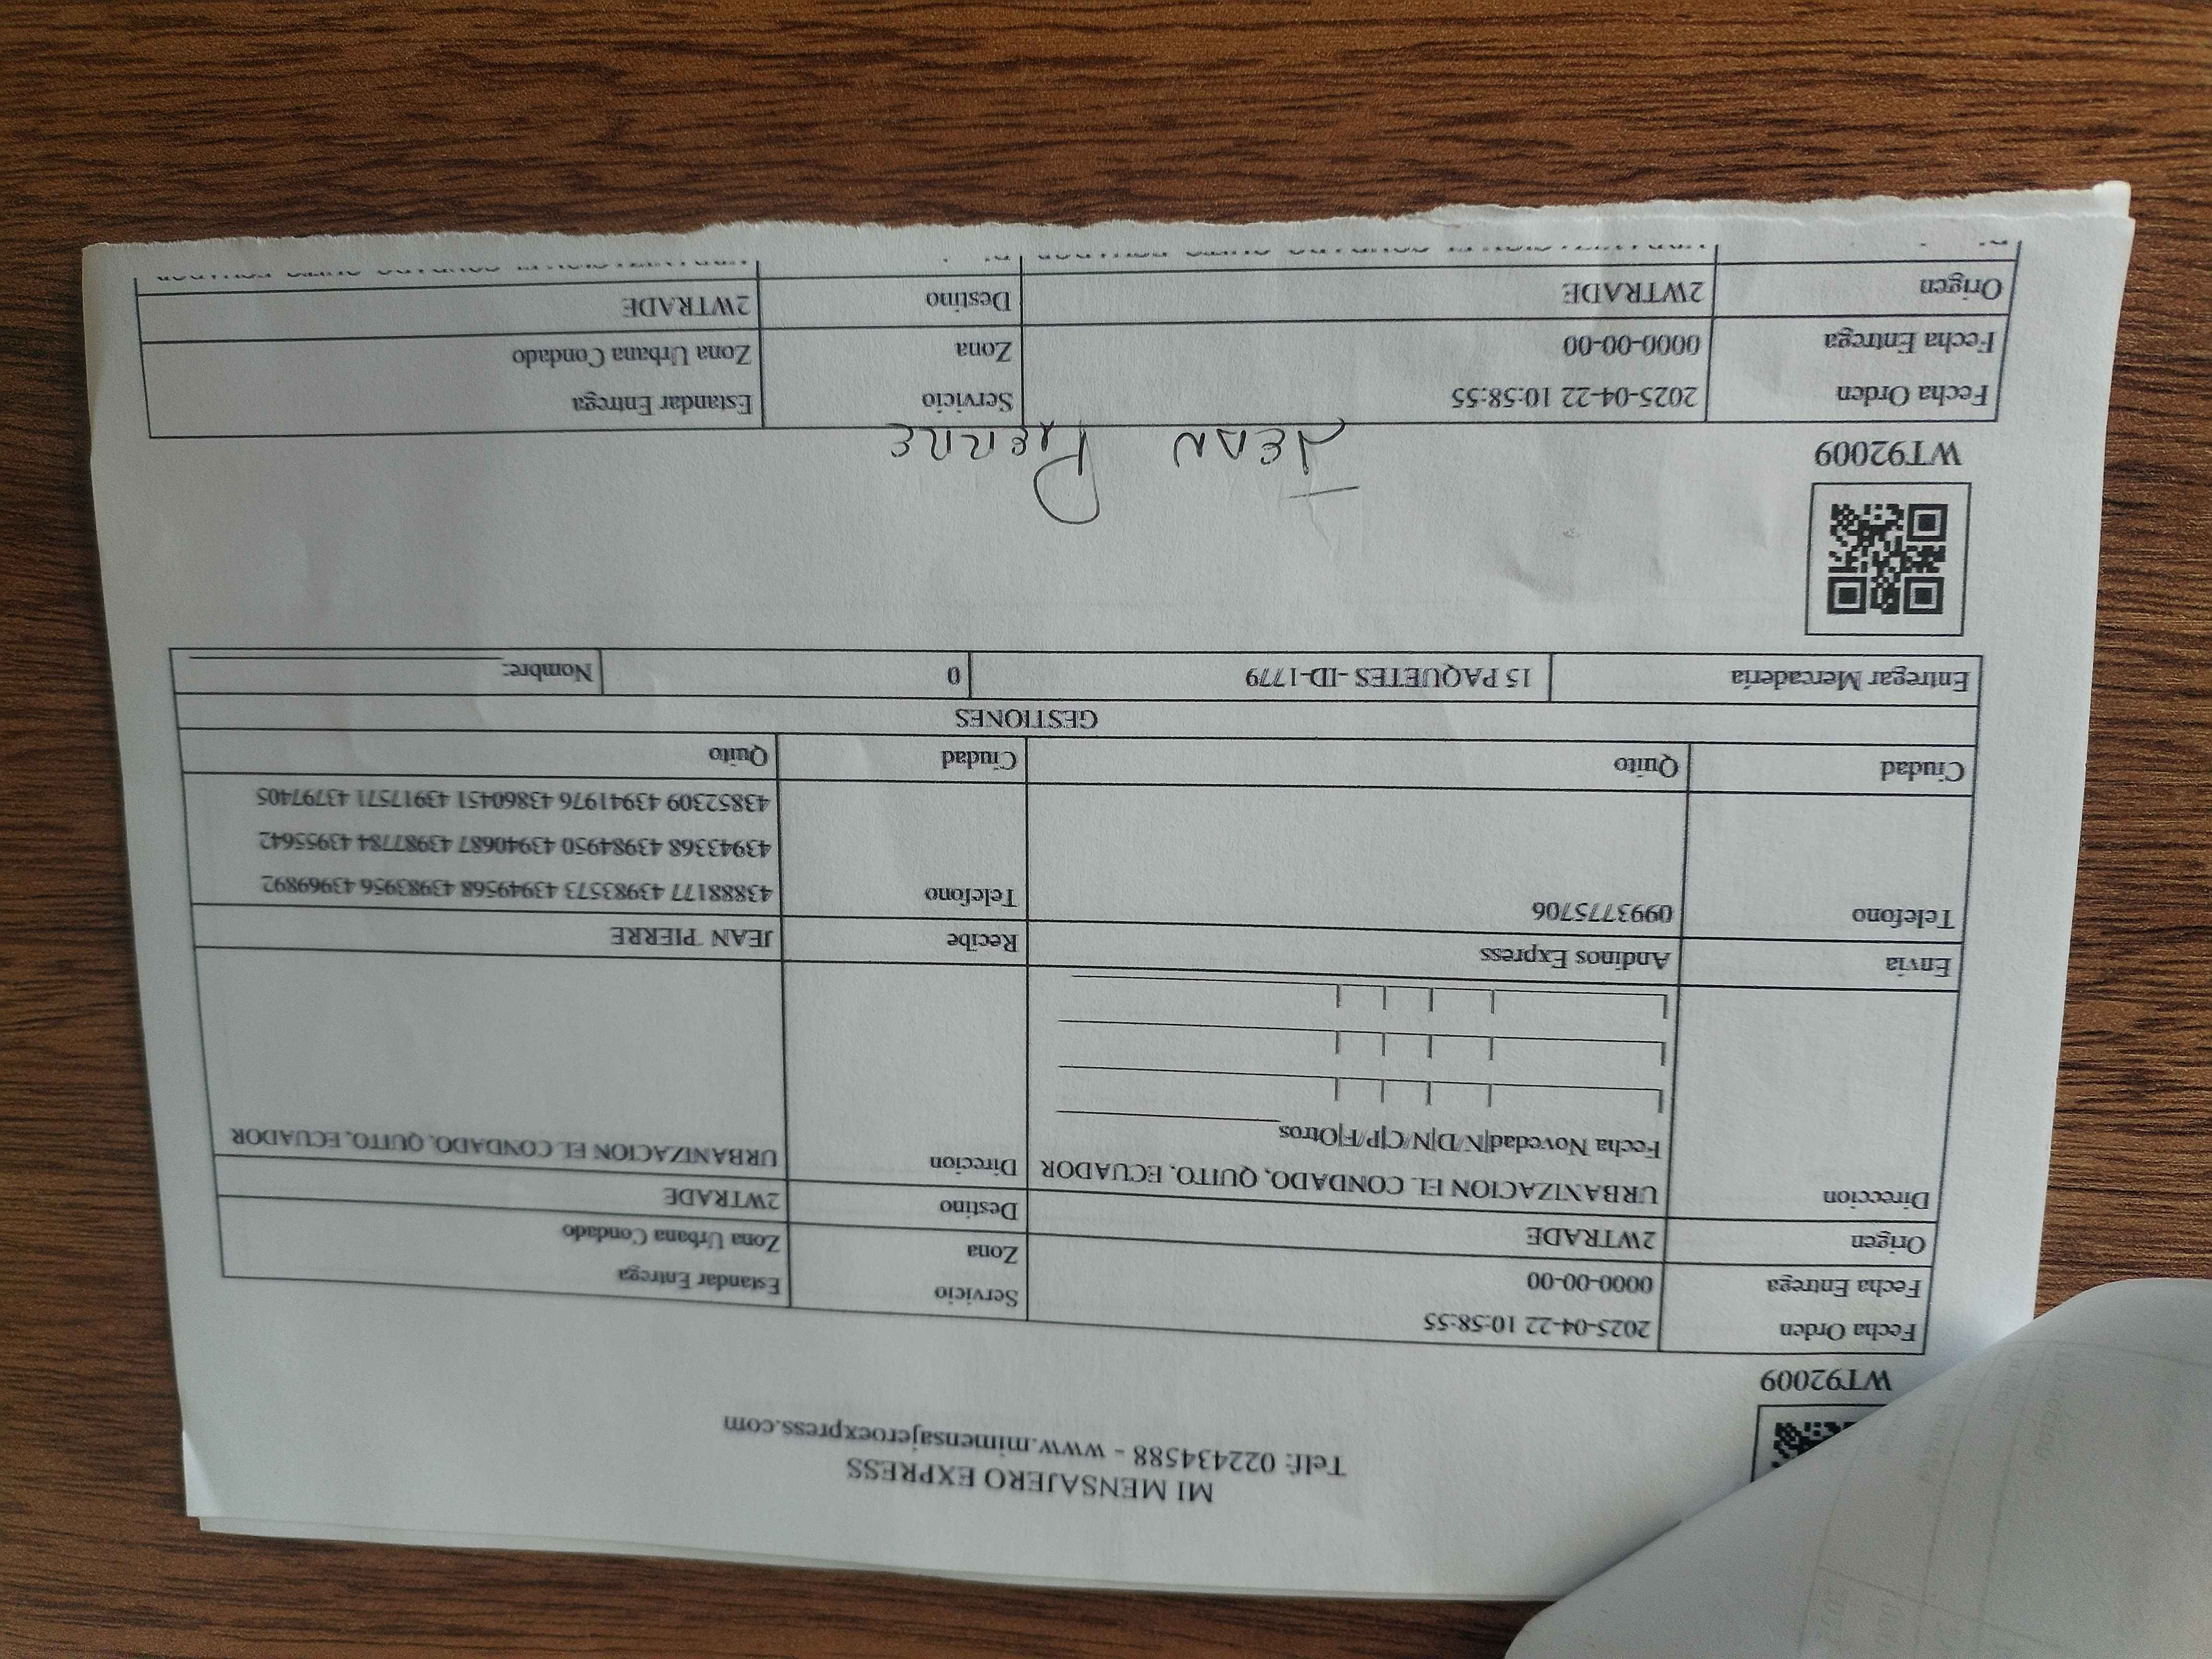 MI MENSAJERO EXPRESS
Telf: 022434588 - www.mimensajeroexpress.com
WT92009
Fecha Orden 2025-04-22 10:58:55 Servicio Estandar Entrega
Fecha Entrega 0000-00-00 Zona Zona Urbana Condado
Origen 2WTRADE Destino 2WTRADE
Direccion URBANIZACION EL CONDADO, QUITO, ECUADOR Direcion URBANIZACION EL CONDADO, QUITO, ECUADOR
Fecha Novedad|N/D|N/C|P/F|Otros
Envia Andinos Express Recibe JEAN PIERRE
Telefono 0993775706 Telefono 43888177 43983573 43949568 43983956 43969892
43943368 43984950 43940687 43987784 43955642
43852309 43941976 43860451 43917571 43797405
Ciudad Quito Ciudad Quito
GESTIONES
Entregar Mercadería 15 PAQUETES -ID-1779 0 Nombre:
JEAN PIERRE
WT92009
Fecha Orden 2025-04-22 10:58:55 Servicio Estandar Entrega
Fecha Entrega 0000-00-00 Zona Zona Urbana Condado
Origen 2WTRADE Destino 2WTRADE